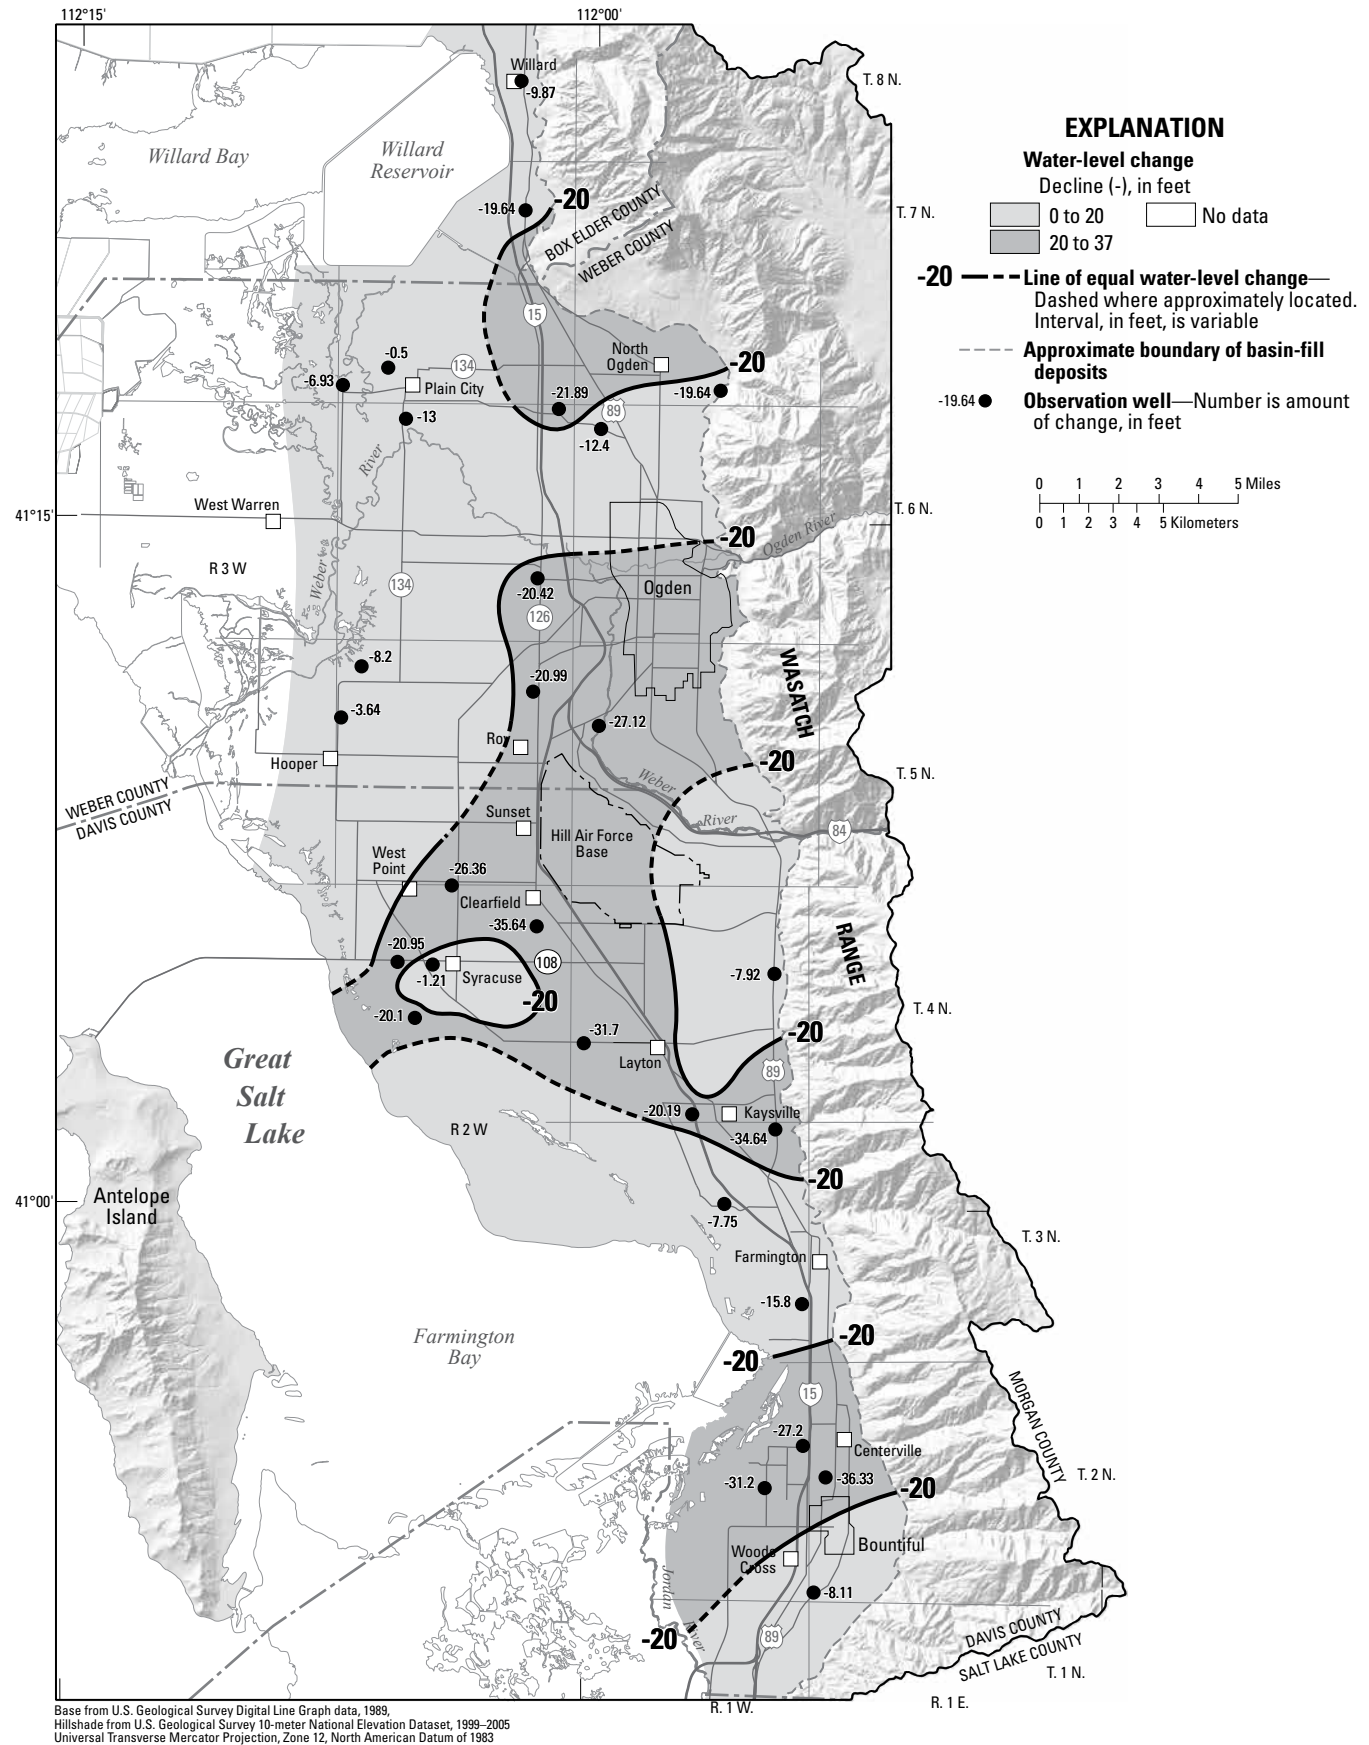 112°15'
112°00'
Willard
-9.87
T. 8 N.
EXPLANATION
Water-level change
Decline (-), in feet
0 to 20
No data
20 to 37
-20
Line of equal water-level change—
Dashed where approximately located.
Interval, in feet, is variable
Approximate boundary of basin-fill
deposits
-19.64
Observation well—Number is amount
of change, in feet
0 1 2 3 4 5 Miles
0 1 2 3 4 5 Kilometers
Willard Bay
Willard
Reservoir
-19.64
-20
T. 7 N.
BOX ELDER COUNTY
WEBER COUNTY
15
-0.5
134
North
Ogden
-20
-6.93
Plain City
-21.89
-19.64
89
-13
-12.4
River
West Warren
41°15'
T. 6 N.
-20
Ogden River
R 3 W
Weber
134
Ogden
-20.42
126
-8.2
-20.99
WASATCH
-3.64
-27.12
Roy
Hooper
-20
T. 5 N.
Weber
River
WEBER COUNTY
DAVIS COUNTY
Sunset
84
Hill Air Force
Base
West
Point
-26.36
Clearfield
-35.64
RANGE
-20.95
108
-1.21
Syracuse
-7.92
-20
-20.1
T. 4 N.
-31.7
-20
Layton
89
Great
Salt
Lake
-20.19
Kaysville
R 2 W
-34.64
-20
41°00'
Antelope
Island
-7.75
T. 3 N.
Farmington
-15.8
Farmington
Bay
-20
-20
15
MORGAN COUNTY
-27.2
Centerville
T. 2 N.
-31.2
-36.33
-20
Bountiful
Woods
Cross
Jordan
River
-8.11
-20
89
DAVIS COUNTY
SALT LAKE COUNTY
T. 1 N.
R. 1 W.
R. 1 E.
Base from U.S. Geological Survey Digital Line Graph data, 1989,
Hillshade from U.S. Geological Survey 10-meter National Elevation Dataset, 1999–2005
Universal Transverse Mercator Projection, Zone 12, North American Datum of 1983